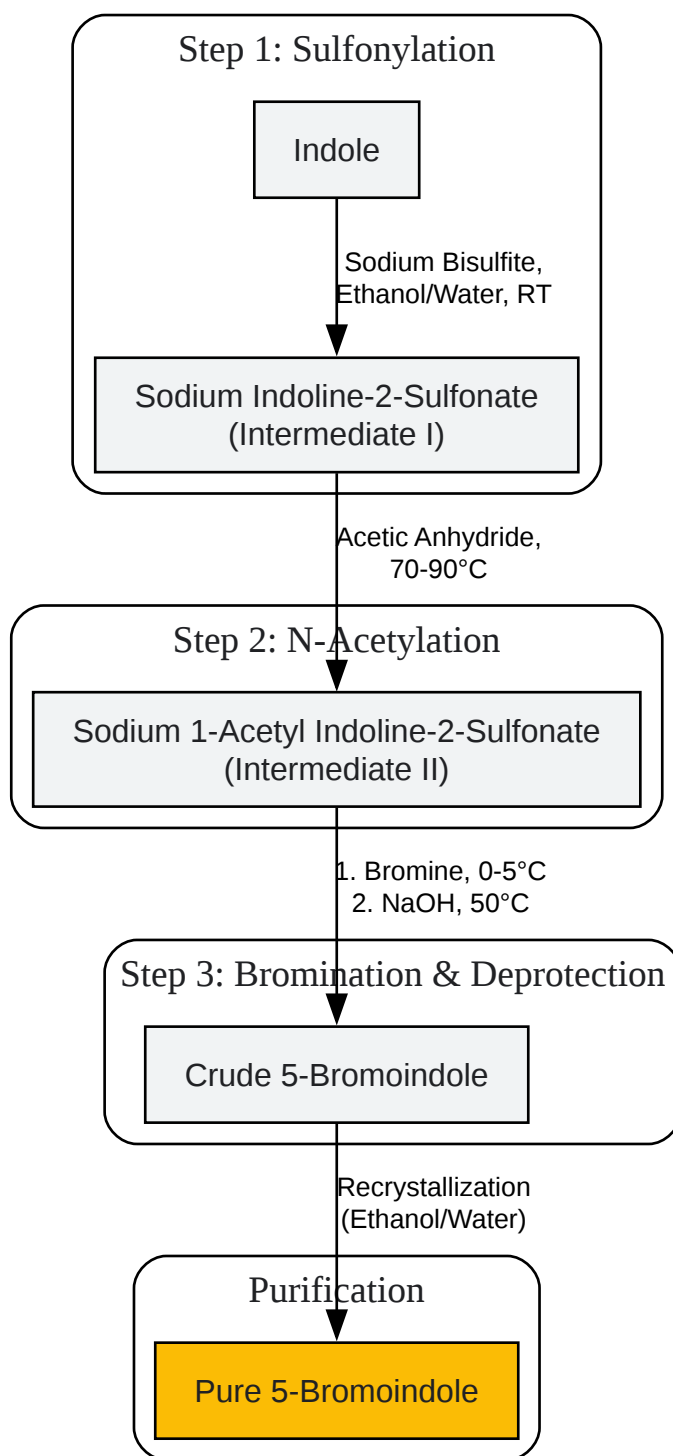 Step 1: Sulfonylation
Indole
Sodium Bisulfite,
Ethanol/Water, RT
Sodium Indoline-2-Sulfonate
(Intermediate I)
Acetic Anhydride,
70-90°C
Step 2: N-Acetylation
Sodium 1-Acetyl Indoline-2-Sulfonate
(Intermediate II)
1. Bromine, 0-5°C
2. NaOH, 50°C
Step 3: Bromination & Deprotection
Crude 5-Bromoindole
Recrystallization
(Ethanol/Water)
Purification
Pure 5-Bromoindole